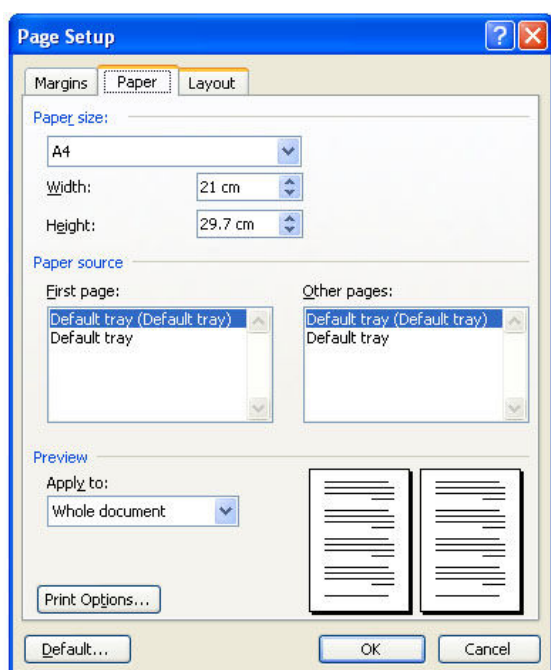 Page Setup
Margins Paper Layout
Paper size:
A4
Width: 21 cm
Height: 29.7 cm
Paper source
First page: Other pages:
Default tray (Default tray) Default tray (Default tray)
Default tray Default tray
Preview
Apply to:
Whole document
Print Options...
Default... OK Cancel